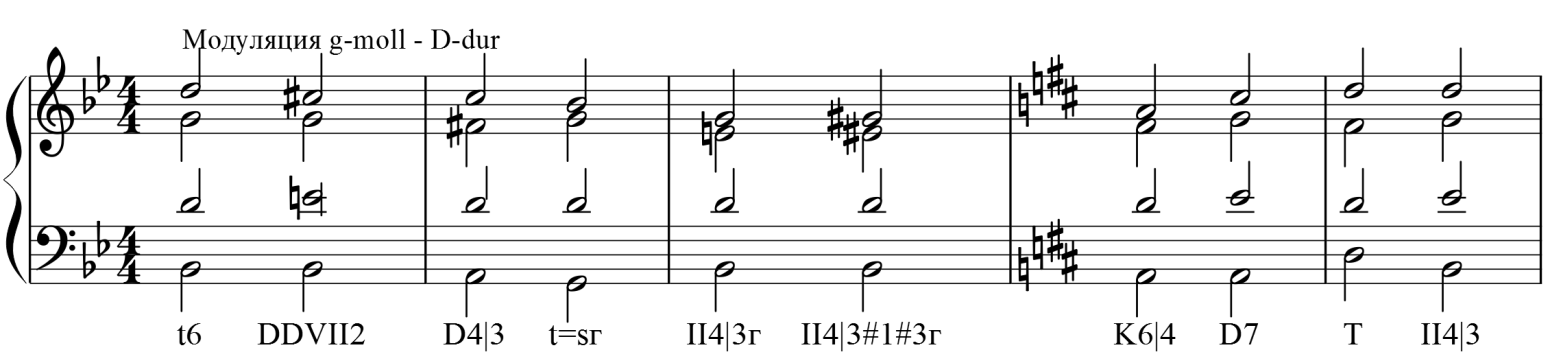 Модуляция g-moll - D-dur
t6 DDVII2 D4|3 t=sг II4|3г II4|3#1#3г K6|4 D7 T II4|3